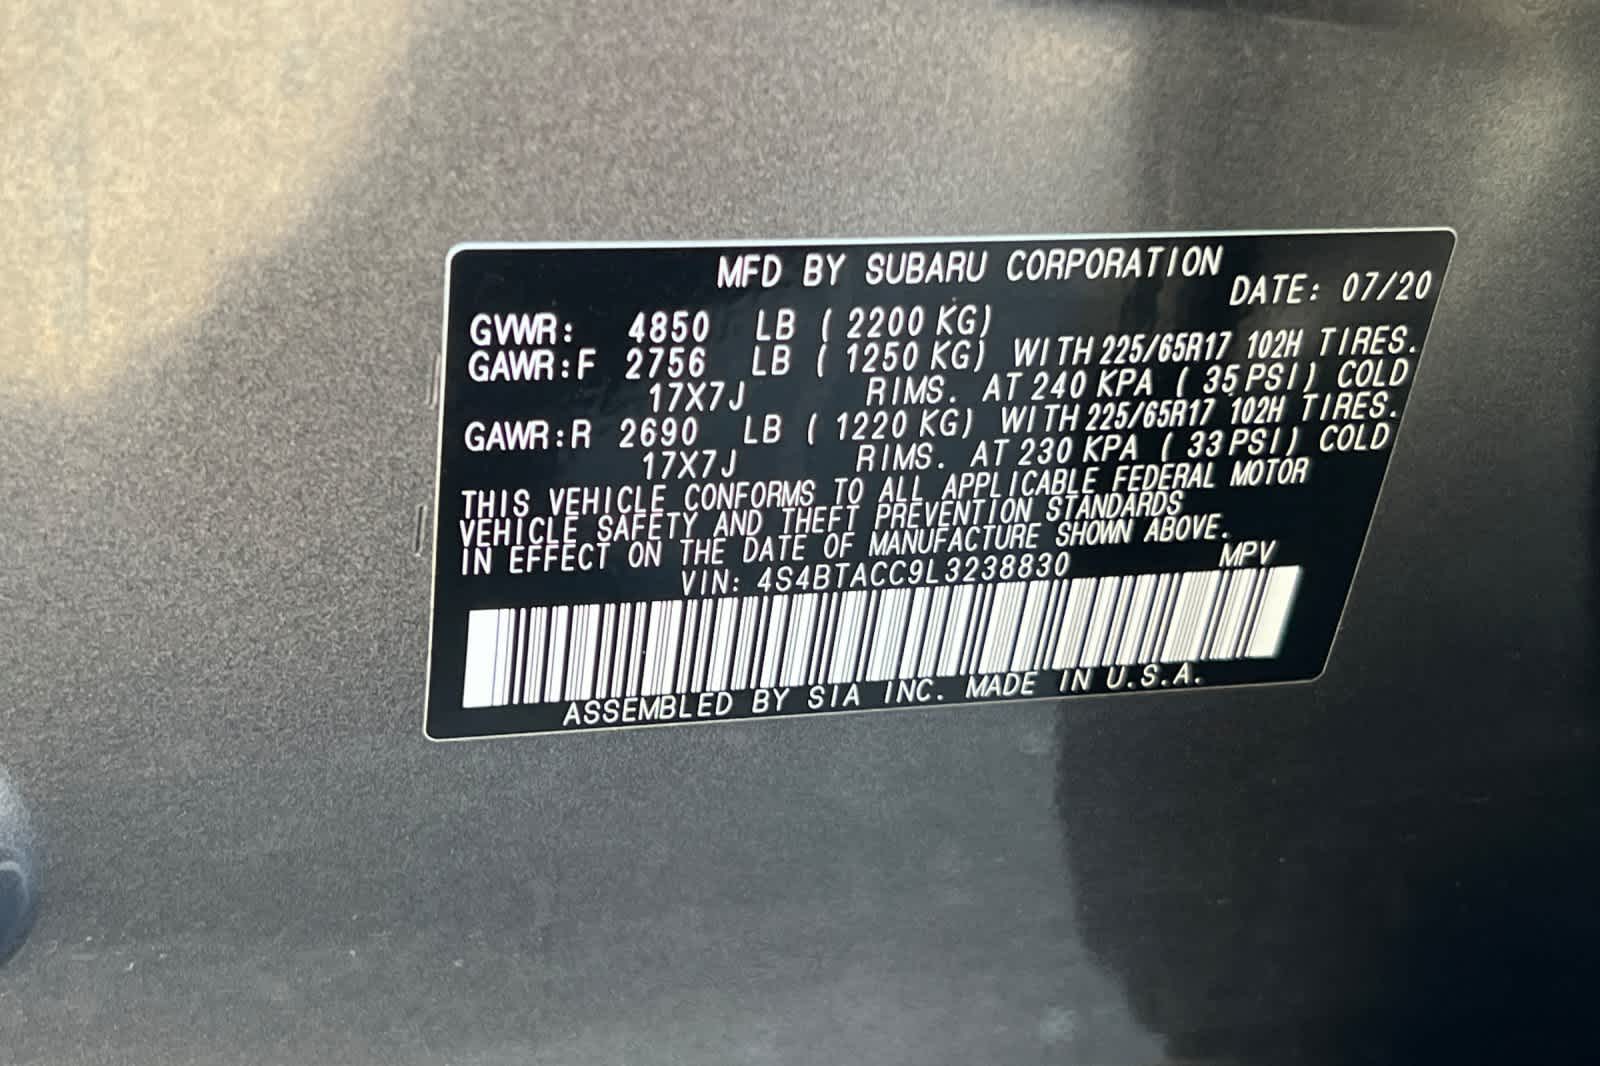 MFD BY SUBARU CORPORATION
DATE: 07/20
GVWR: 4850 LB ( 2200 KG)
GAWR:F 2756 LB ( 1250 KG) WITH 225/65R17 102H TIRES.
17X7J RIMS. AT 240 KPA ( 35 PSI) COLD
GAWR:R 2690 LB ( 1220 KG) WITH 225/65R17 102H TIRES.
17X7J RIMS. AT 230 KPA ( 33 PSI) COLD
THIS VEHICLE CONFORMS TO ALL APPLICABLE FEDERAL MOTOR
VEHICLE SAFETY AND THEFT PREVENTION STANDARDS
IN EFFECT ON THE DATE OF MANUFACTURE SHOWN ABOVE.
VIN: 4S4BTACC9L3238830 MPV
ASSEMBLED BY SIA INC. MADE IN U.S.A.